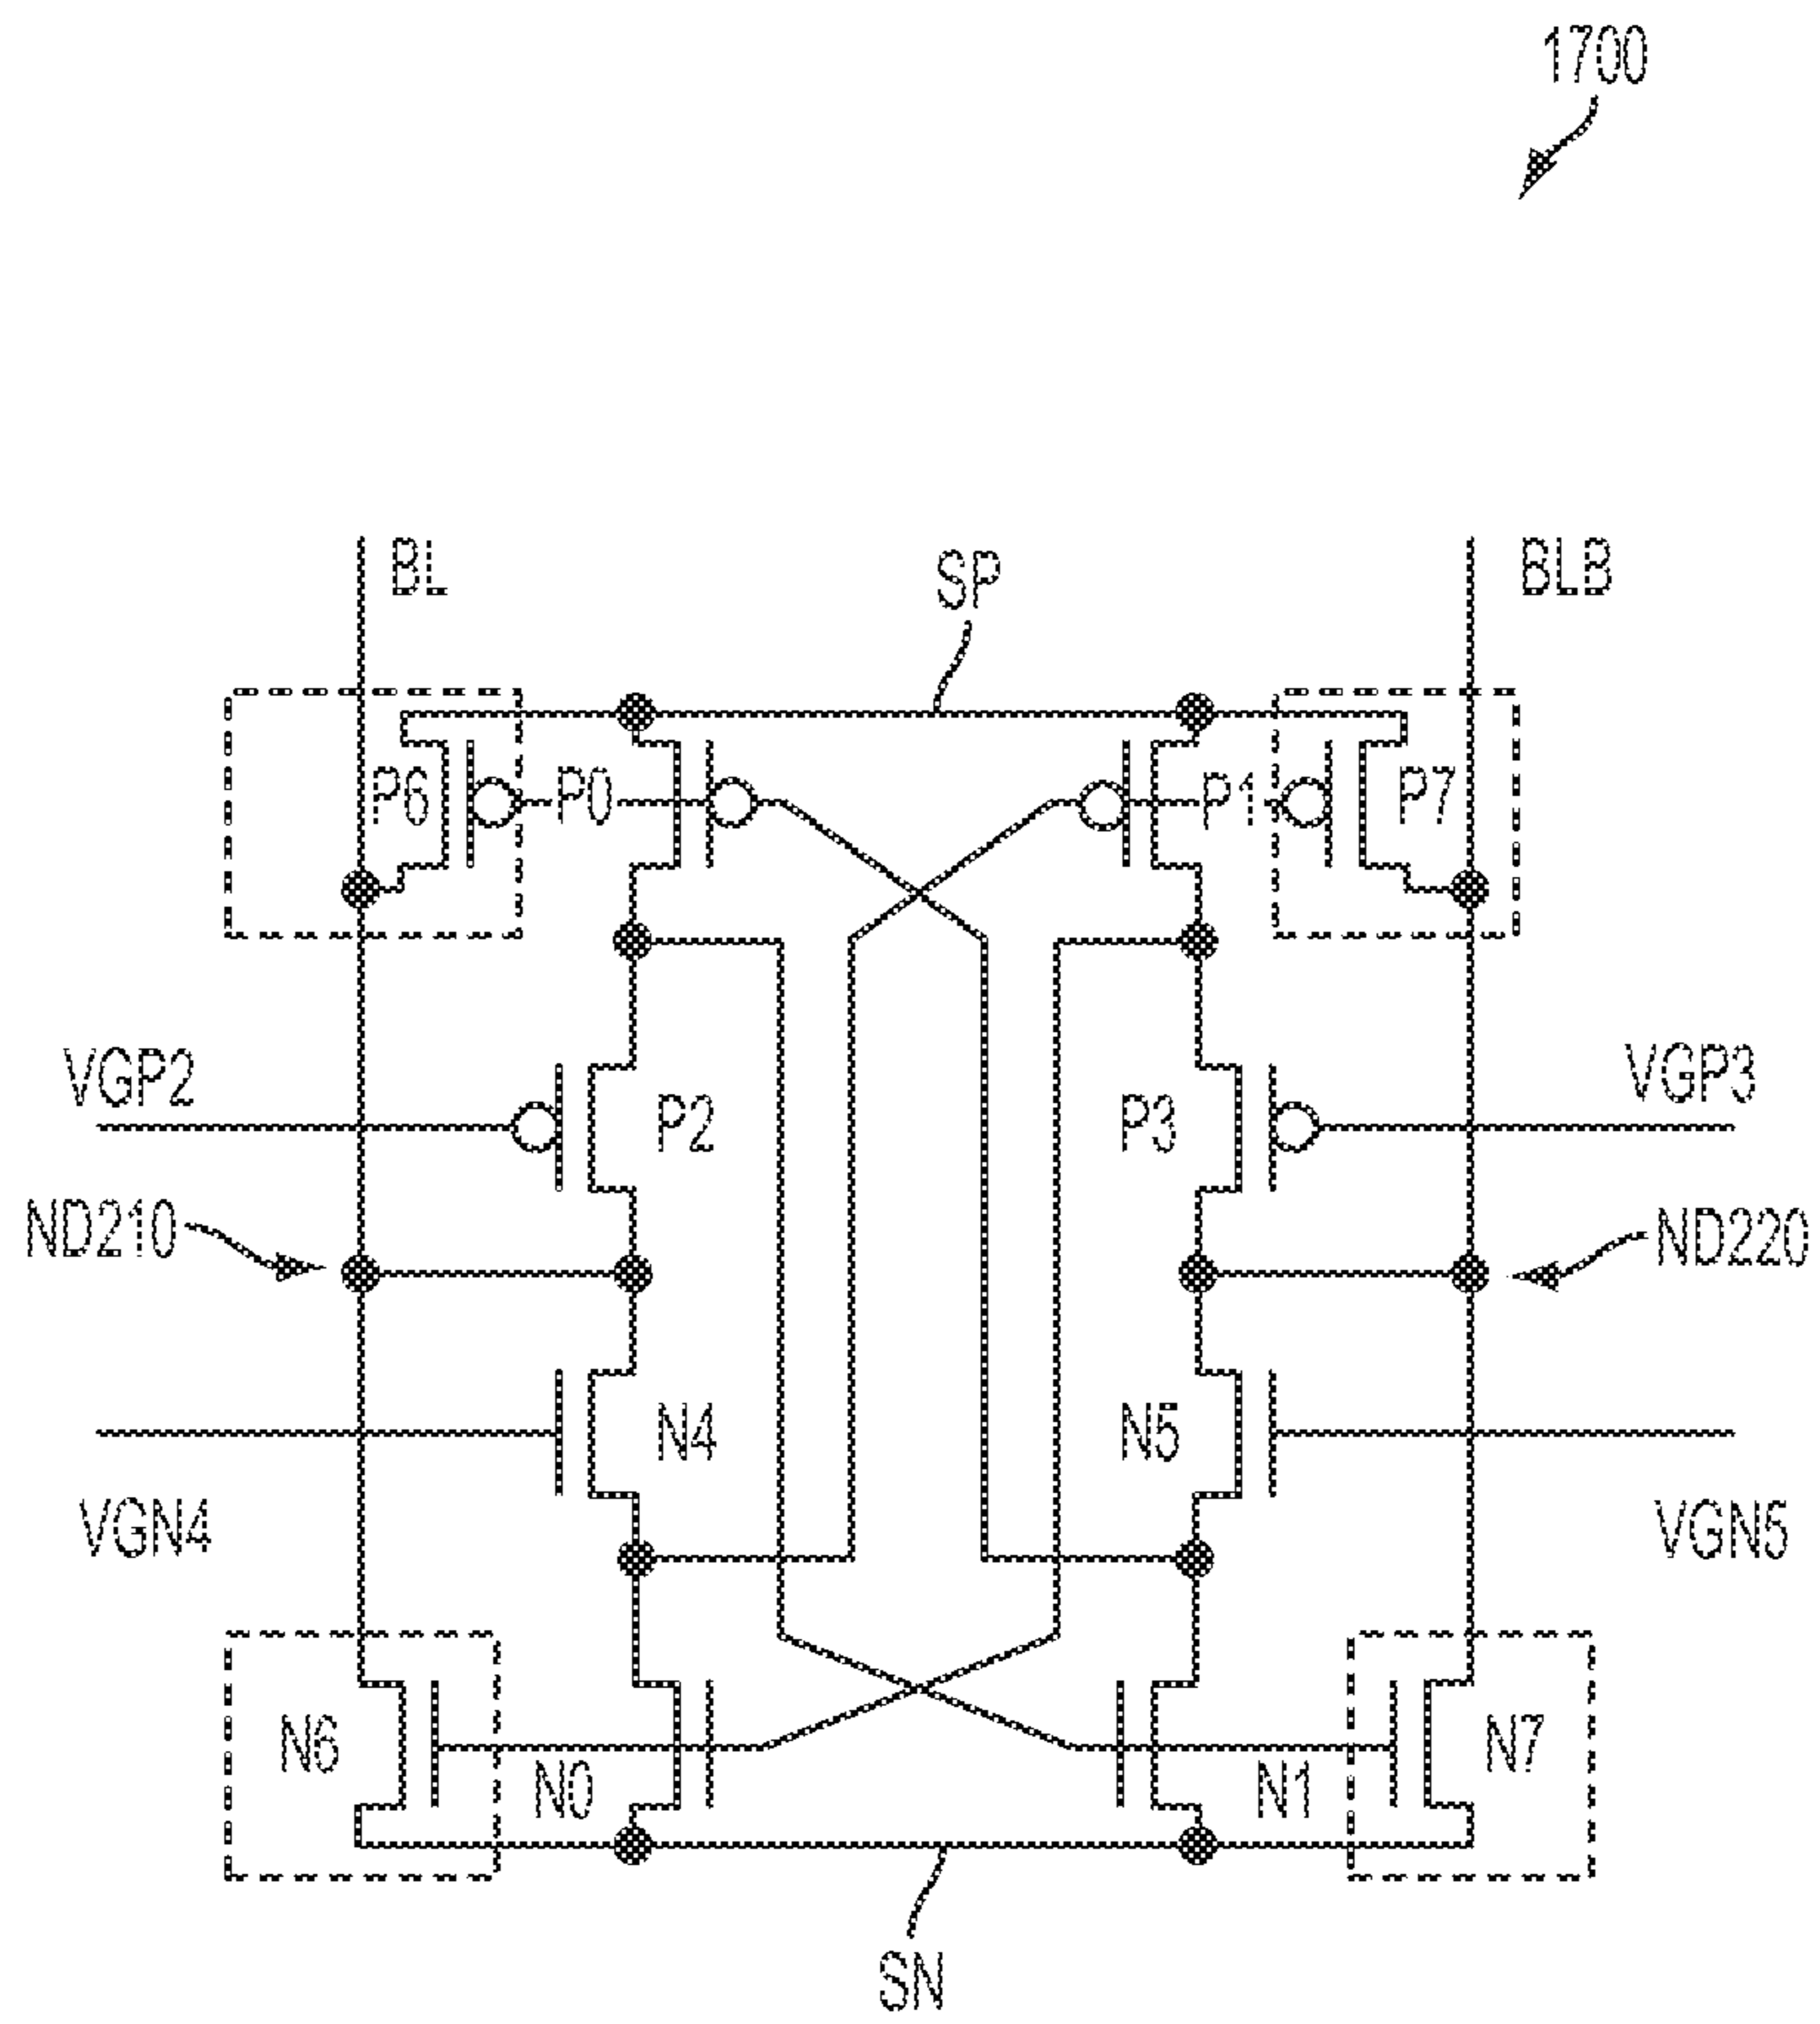 1700
BL
SP
BLB
P6
P0
P1
P7
VGP2
P2
P3
VGP3
ND210
ND220
N4
N5
VGN4
VGN5
N6
N0
N1
N7
SN